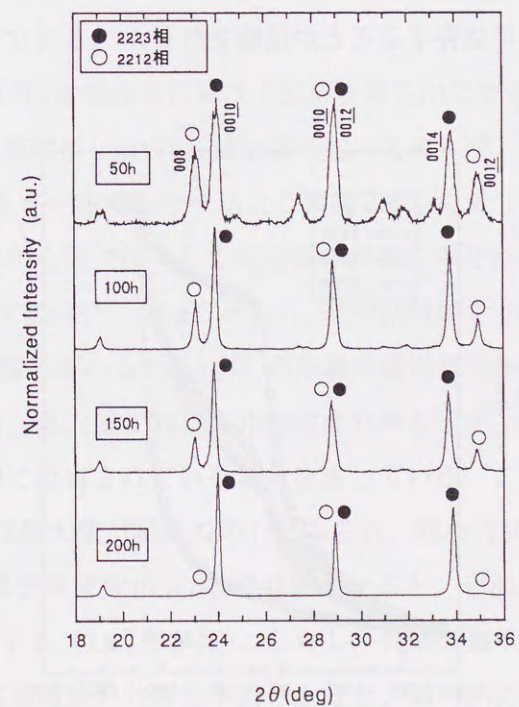 ● 2223相
○ 2212相
008
0010
0010
0012
0014
0012
50h
100h
150h
200h
Normalized Intensity (a.u.)
18 20 22 24 26 28 30 32 34 36
2θ(deg)